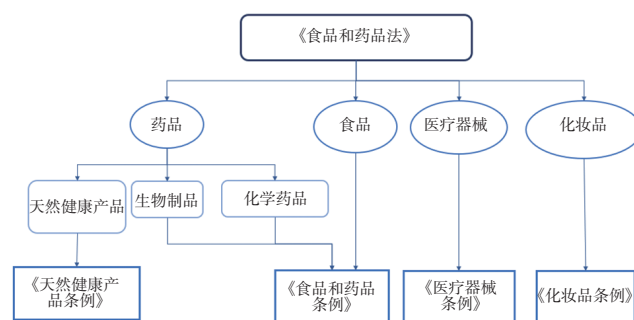 《食品和药品法》
药品
食品
医疗器械
化妆品
天然健康产品
生物制品
化学药品
《天然健康产
品条例》
《食品和药品
条例》
《医疗器械
条例》
《化妆品条例》